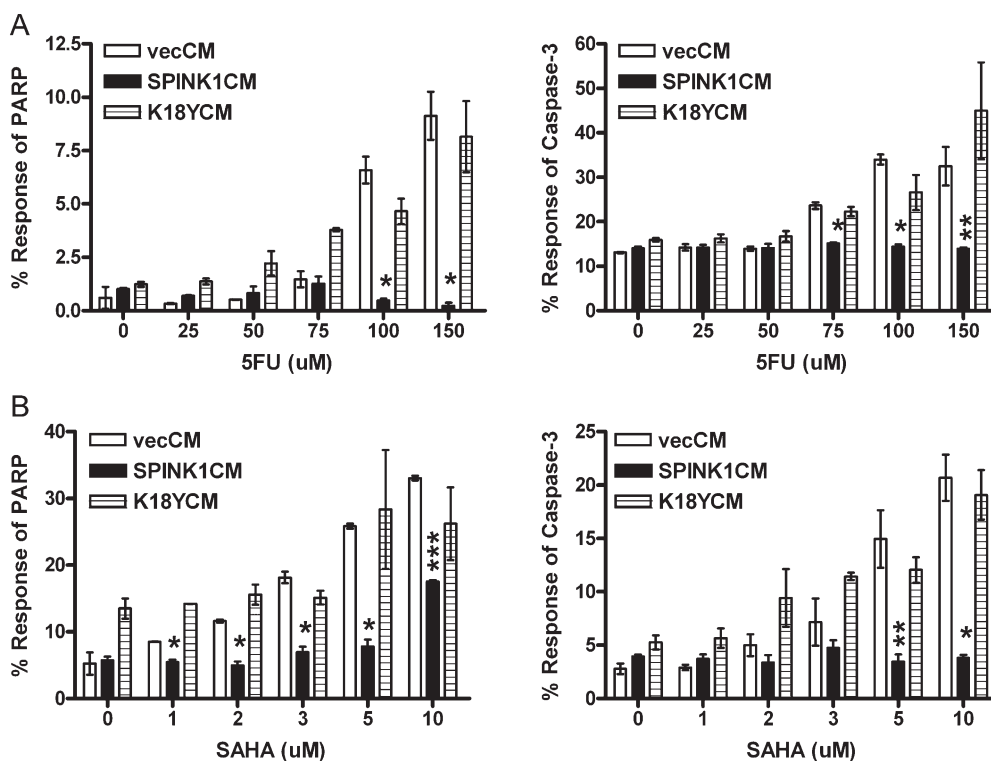 A
% Response of PARP
12.5
10.0
7.5
5.0
2.5
0.0
vecCM
SPINK1CM
K18YCM
* *
0 25 50 75 100 150
5FU (uM)
% Response of Caspase-3
60
50
40
30
20
10
0
vecCM
SPINK1CM
K18YCM
* * **
0 25 50 75 100 150
5FU (uM)
B
% Response of PARP
40
30
20
10
0
vecCM
SPINK1CM
K18YCM
* * * * ***
0 1 2 3 5 10
SAHA (uM)
% Response of Caspase-3
25
20
15
10
5
0
vecCM
SPINK1CM
K18YCM
** *
0 1 2 3 5 10
SAHA (uM)